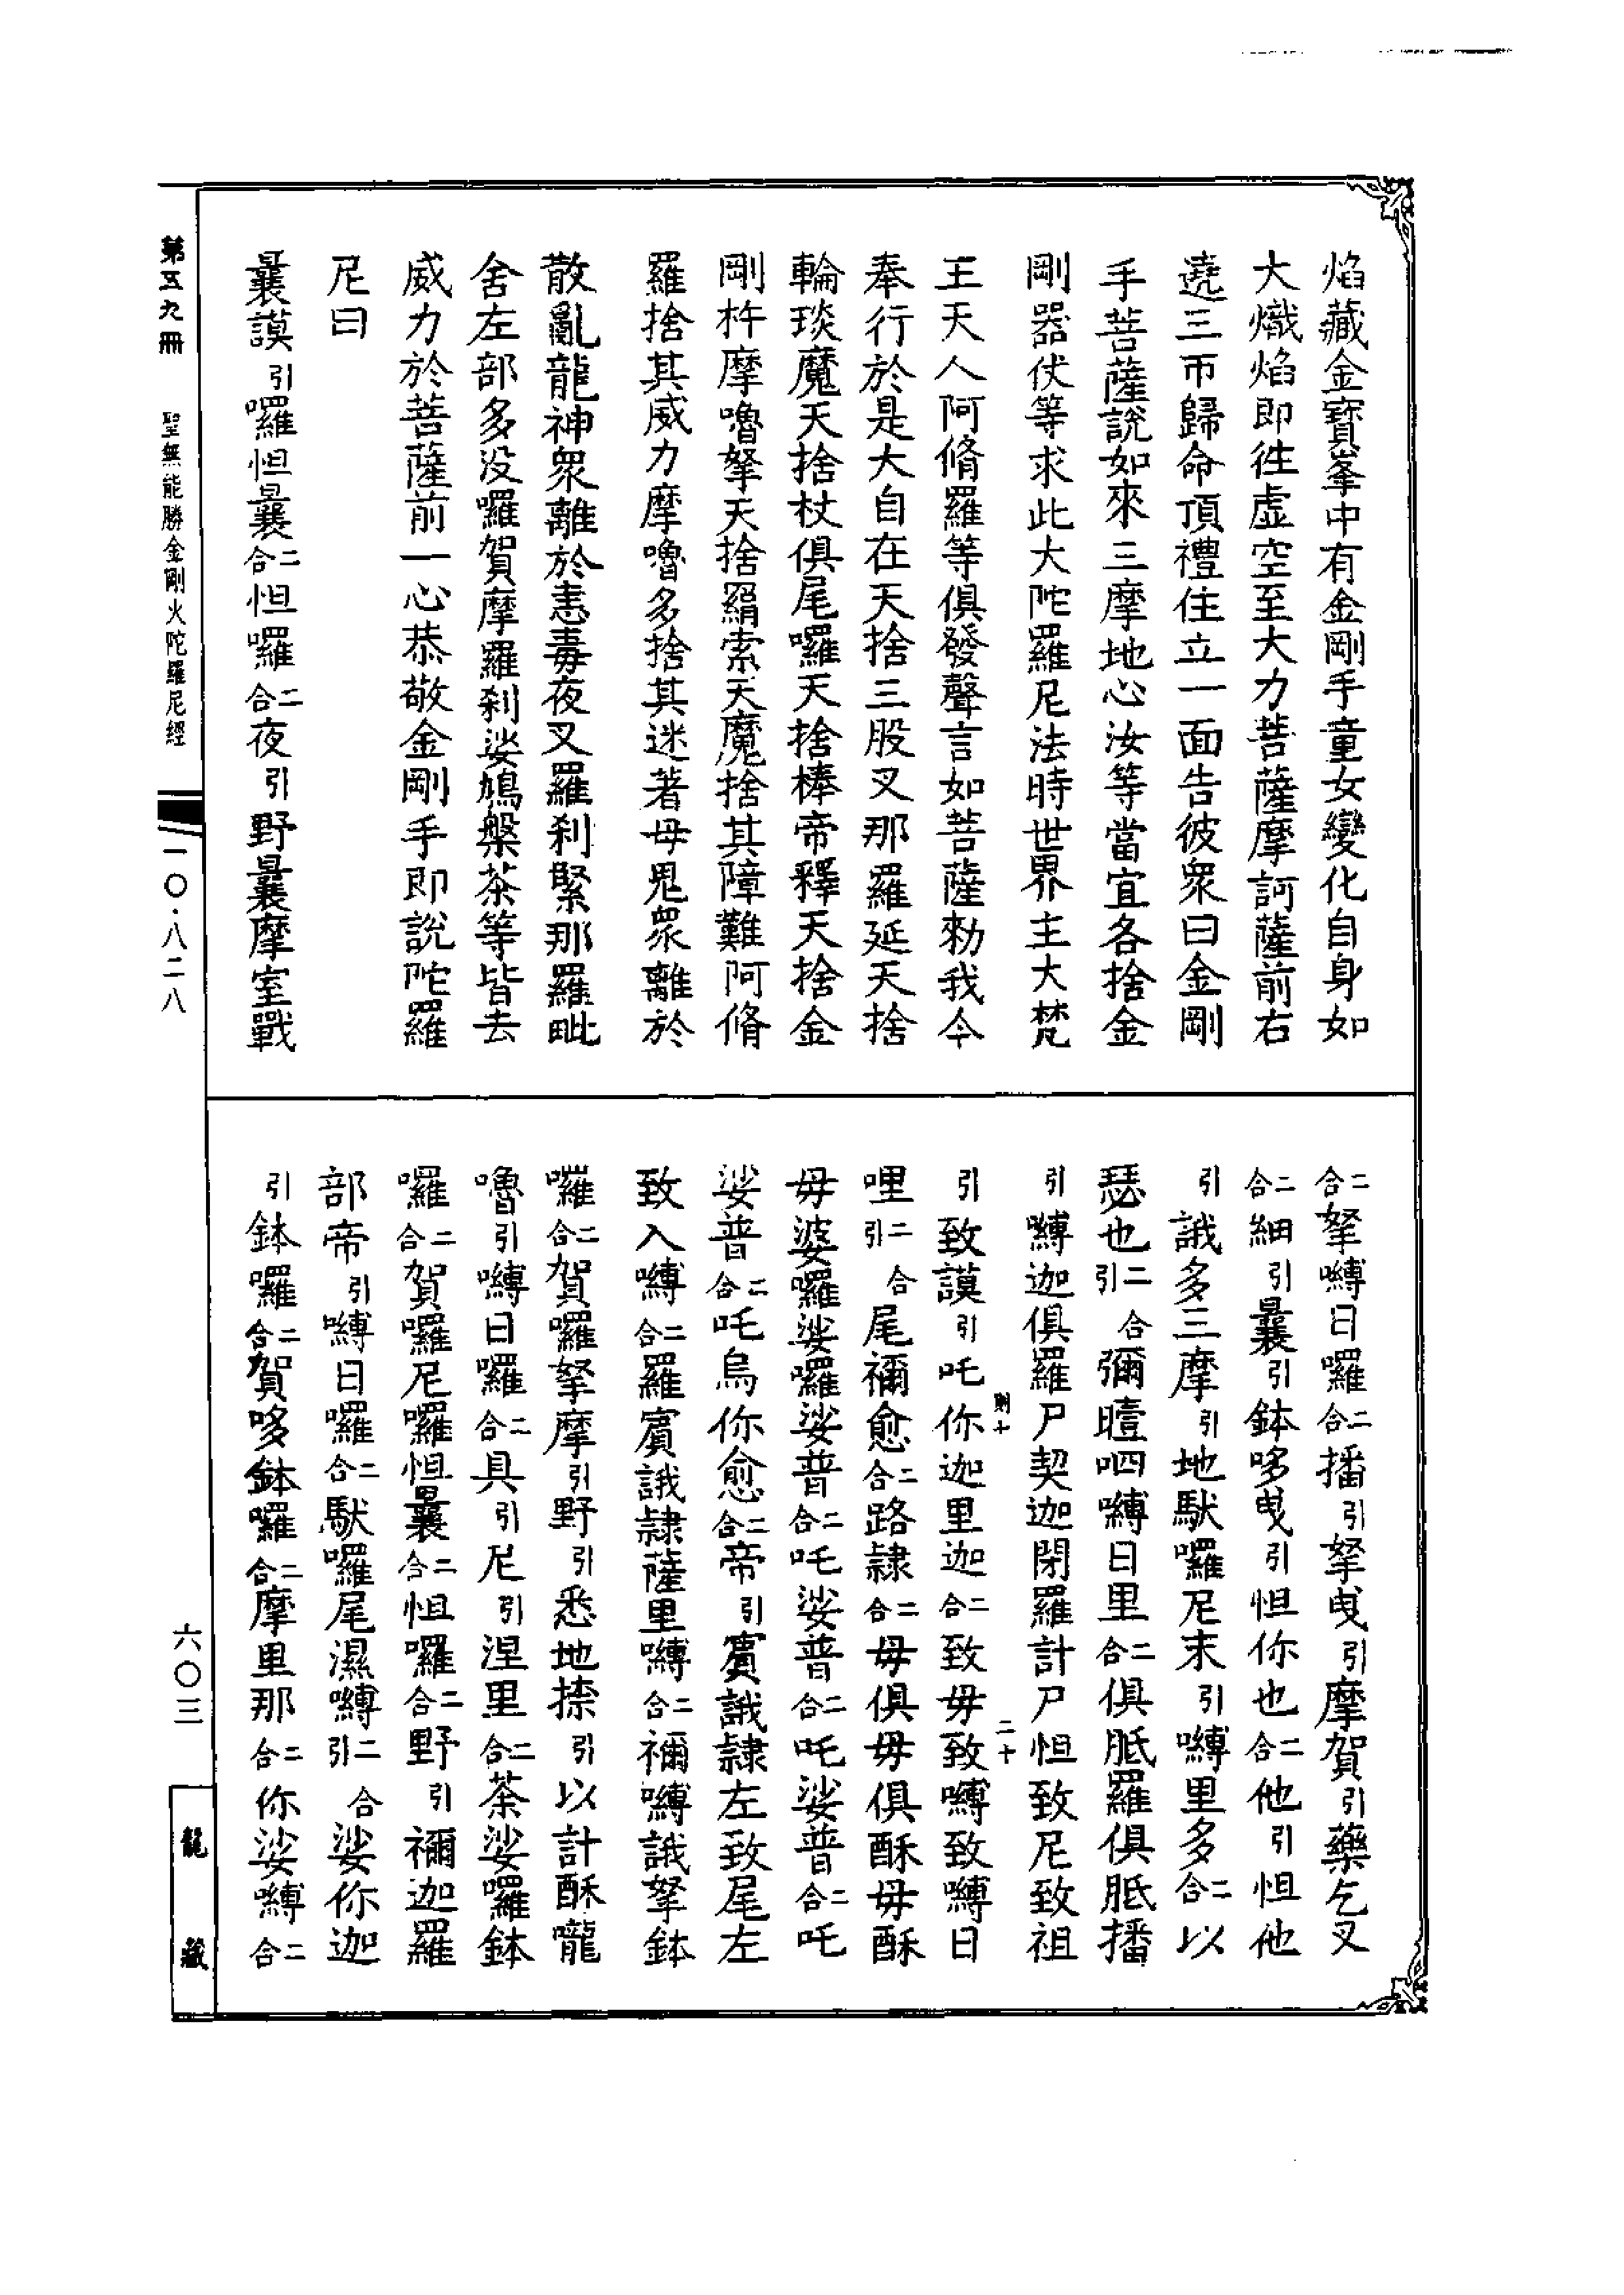 焰藏金寶峯中有金剛手童女變化自身如
大熾焰即徃虛空至大力菩薩摩訶薩前右
遶三帀歸命頂禮住立一面告彼眾曰金剛
手菩薩說如來三摩地心汝等當宜各捨金
剛器仗等求此大陀羅尼法時世界主大梵
王天人阿脩羅等俱發聲言如菩薩勑我今
奉行於是大自在天捨三股叉那羅延天捨
輪琰魔天捨杖俱尾囉天捨棒帝釋天捨金
剛杵摩嚕拏天捨羂索天魔捨其障難阿脩
羅捨其威力摩嚕多捨其迷著母鬼眾離於
散亂龍神眾離於恚毒夜叉羅剎緊那羅毗
舍左部多没囉賀摩羅剎娑鳩槃茶等皆去
威力於菩薩前一心恭敬金剛手即說陀羅
尼曰
曩謨引囉怛曩二合怛囉二合夜引野曩摩室戰
二合拏嚩日囉二合播引拏曳引摩賀引藥乞叉
二合細引曩引鉢哆曳引怛你也二合他引怛他
引誐多三摩引地馱囉尼末引嚩里多二合以
瑟也二合引彌曀呬嚩日里二合俱胝羅俱胝播
引嚩迦俱羅尸契迦閉羅計尸怛致尼致祖
引致謨引吒你迦里迦二合致毋致嚩致嚩日
哩二合引尾禰愈二合路隷二合毋俱毋俱酥毋酥
毋婆囉娑囉娑普二合吒娑普二合吒娑普二合吒
娑普二合吒烏你愈二合帝引賔誐隷左致尾左
致入嚩二合羅賔誐隷薩里嚩二合禰嚩誐拏鉢
囉二合賀囉拏摩引野引悉地捺引以計酥嚨
嚕引嚩日囉二合具引尼引涅里二合茶娑囉鉢
囉二合賀囉尼囉怛曩二合怛囉二合野引禰迦羅
部帝引嚩日囉二合馱囉尾濕嚩二合引娑你迦
引鉢囉二合賀哆鉢囉二合摩里那二合你娑嚩二合
則十
二十
第五九冊
聖無能勝金剛火陀羅尼經
一〇·八二八
六〇三
龍藏